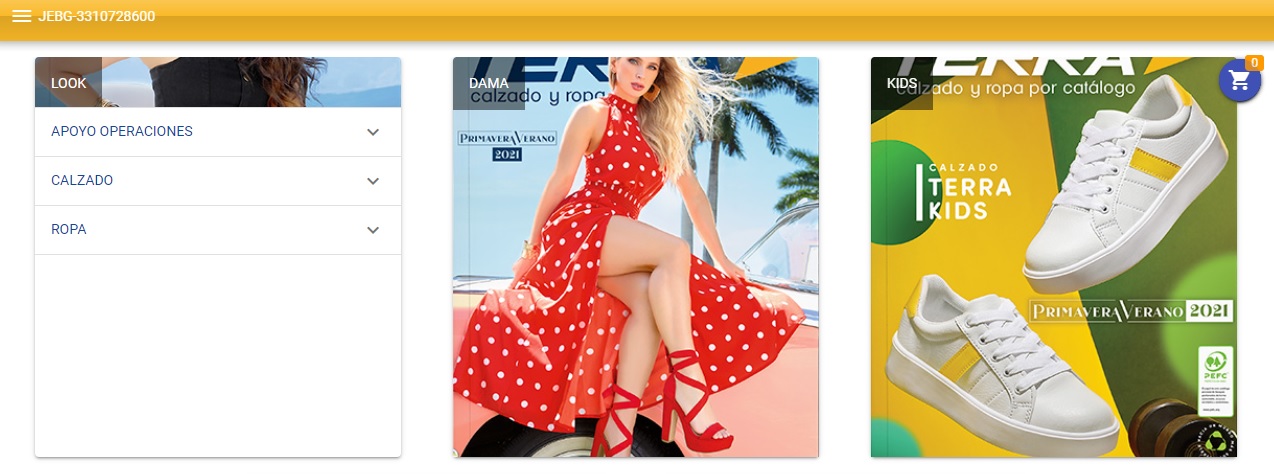 JEBG-3310728600
0
LOOK
APOYO OPERACIONES
CALZADO
ROPA
DAMA
TERRA
calzado y ropa
PRIMAVERA VERANO
2021
KIDS
TERRA
calzado y ropa por catálogo
CALZADO
TERRA
KIDS
PRIMAVERA VERANO 2021
PEFC